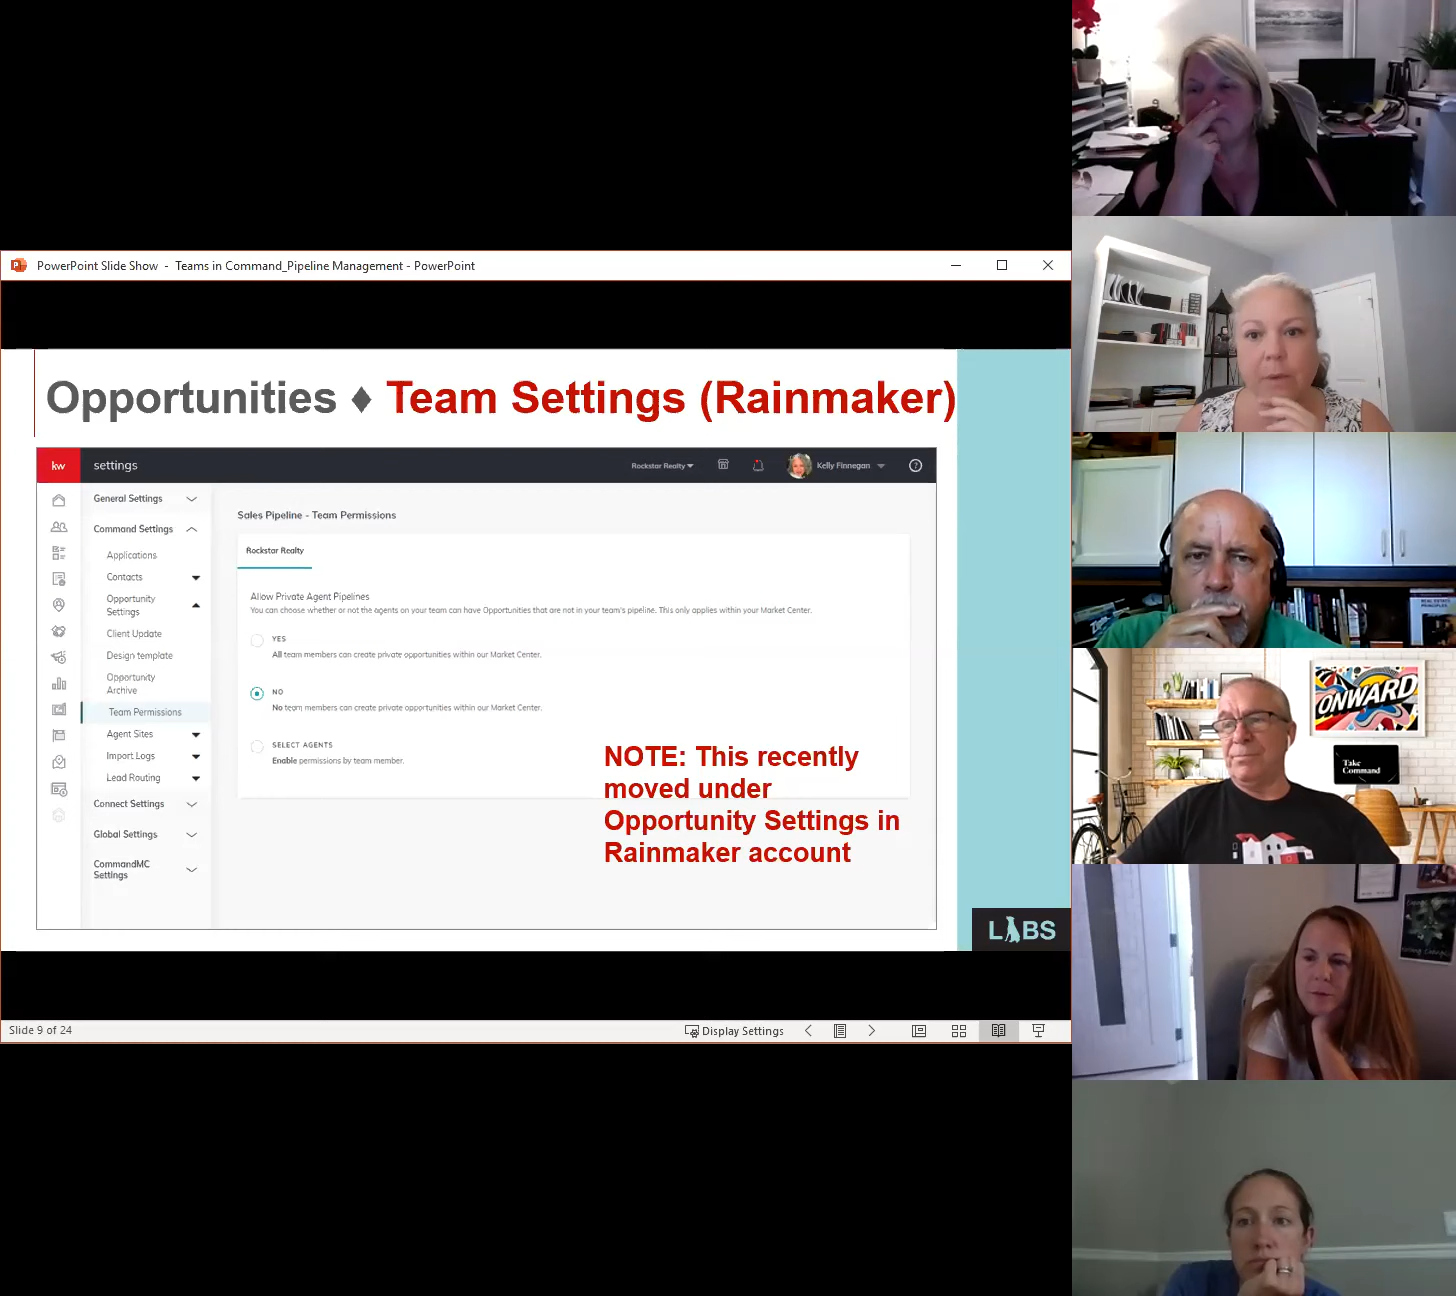 PowerPoint Slide Show - Teams in Command_Pipeline Management - PowerPoint
Opportunities ♦ Team Settings (Rainmaker)
kw
settings
Rockstar Realty
Kelly Finnegan
?
General Settings
Command Settings
Applications
Contacts
Opportunity
Settings
Client Update
Design template
Opportunity
Archive
Team Permissions
Agent Sites
Import Logs
Lead Routing
Connect Settings
Global Settings
CommandMC
Settings
Sales Pipeline - Team Permissions
Rockstar Realty
Allow Private Agent Pipelines
You can choose whether or not the agents on your team can have Opportunities that are not in your team's pipeline. This only applies within your Market Center.
YES
All team members can create private opportunities within our Market Center.
NO
No team members can create private opportunities within our Market Center.
SELECT AGENTS
Enable permissions by team member.
NOTE: This recently
moved under
Opportunity Settings in
Rainmaker account
LABS
Slide 9 of 24
Display Settings
REAL ESTATE
PRINCIPLES
ONWARD
Take
Command